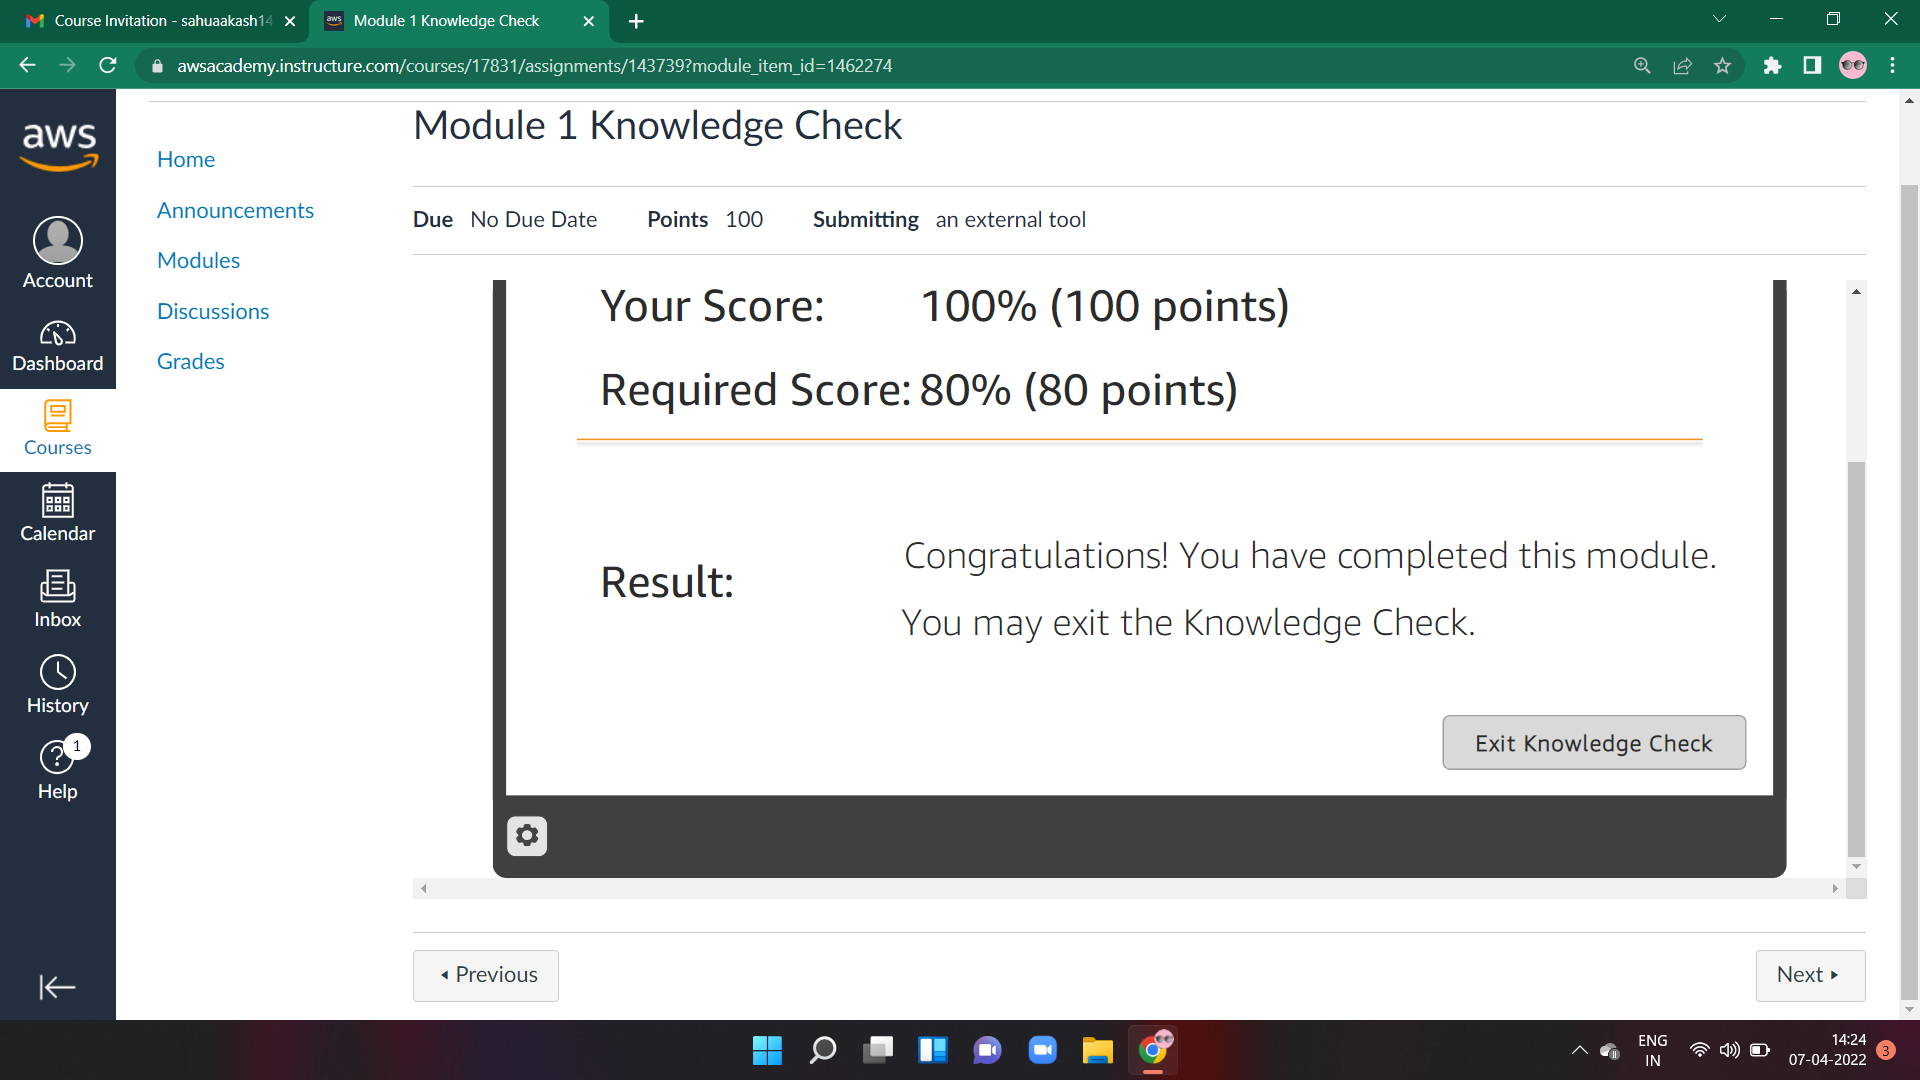 Course Invitation - sahuaakash14
Module 1 Knowledge Check
awsacademy.instructure.com/courses/17831/assignments/143739?module_item_id=1462274
aws
Account
Dashboard
Courses
Calendar
Inbox
History
1
Help
Home
Announcements
Modules
Discussions
Grades
Module 1 Knowledge Check
Due No Due Date Points 100 Submitting an external tool
Your Score: 100% (100 points)
Required Score: 80% (80 points)
Result:
Congratulations! You have completed this module.
You may exit the Knowledge Check.
Exit Knowledge Check
Previous
Next
ENG
IN
14:24
07-04-2022
3